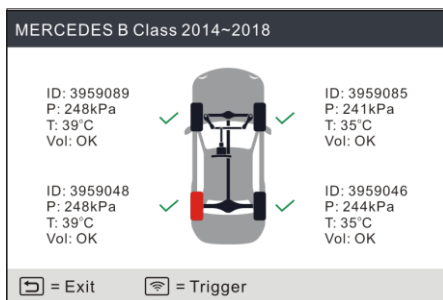 MERCEDES B Class 2014~2018
ID: 3959089
P: 248kPa
T: 39°C
Vol: OK
ID: 3959085
P: 241kPa
T: 35°C
Vol: OK
ID: 3959048
P: 248kPa
T: 39°C
Vol: OK
ID: 3959046
P: 244kPa
T: 35°C
Vol: OK
= Exit
= Trigger